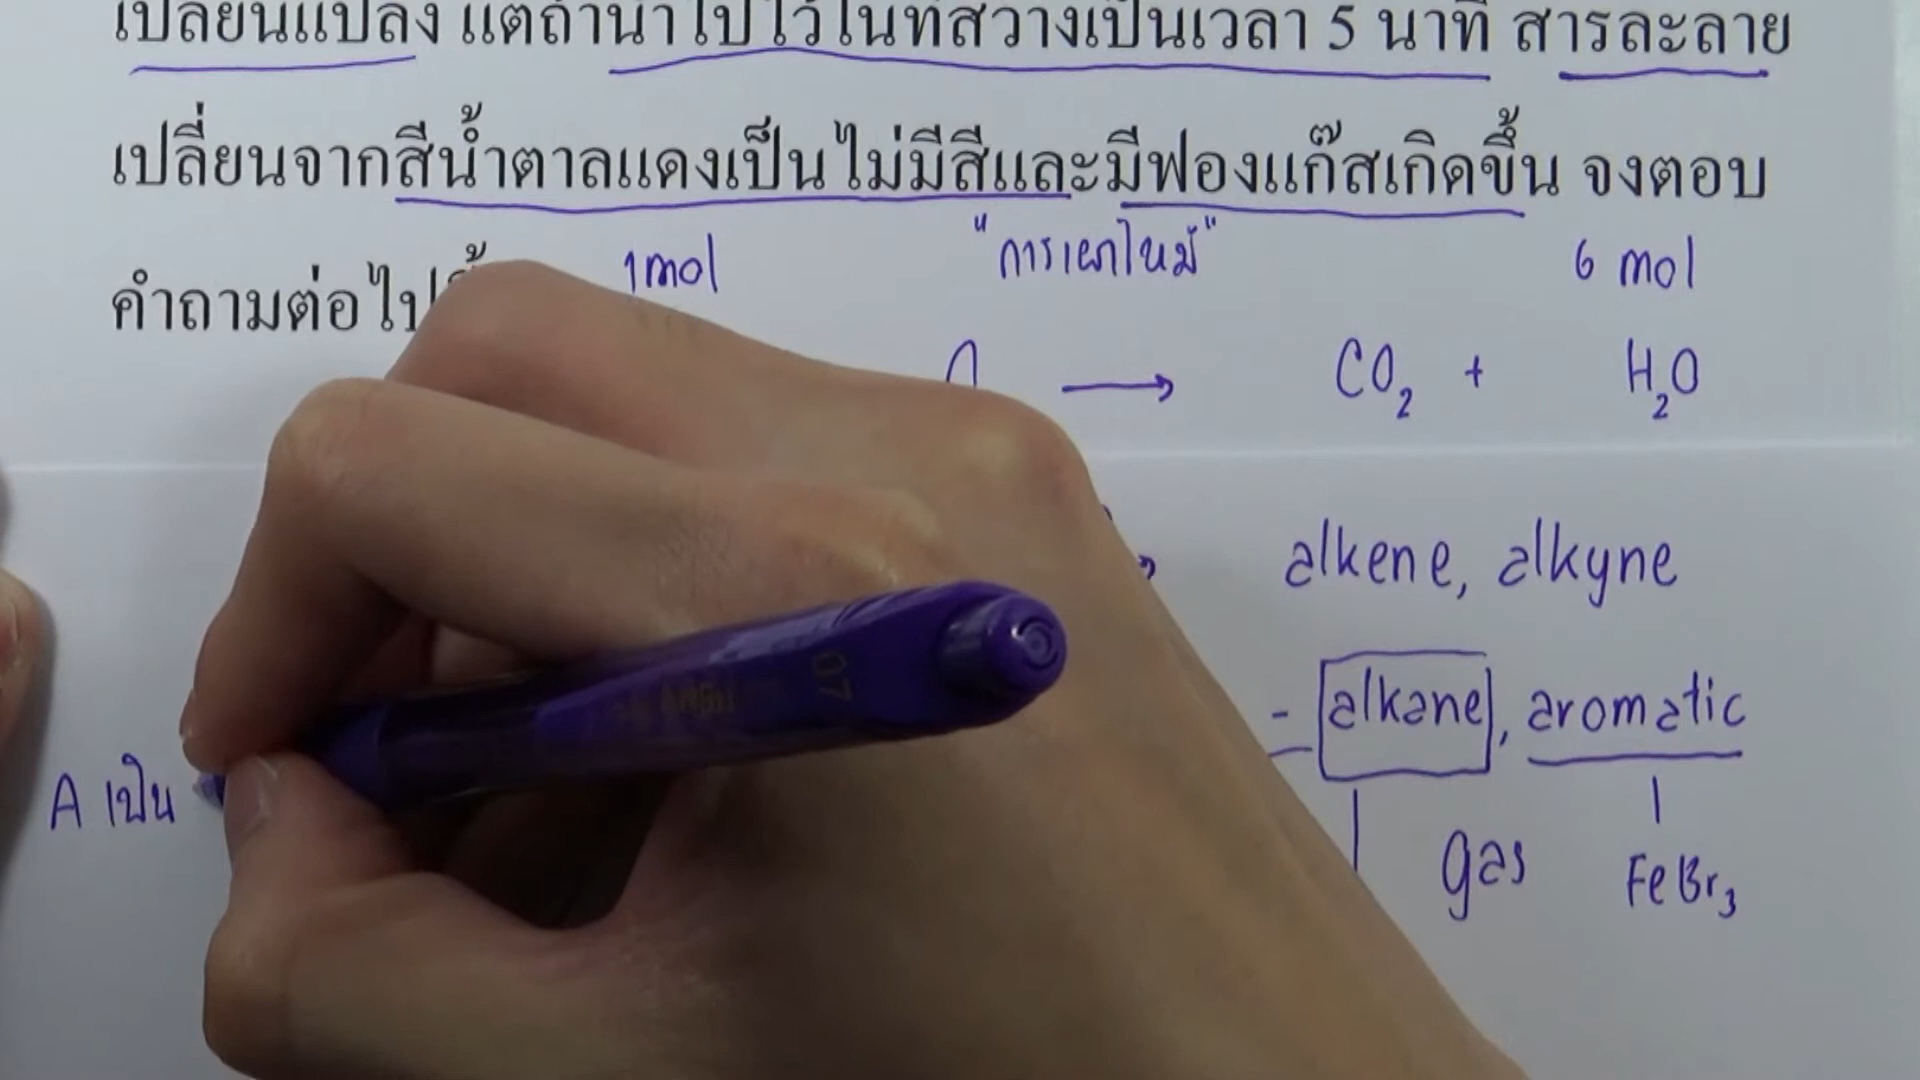 เปลี่ยนแปลง แต่ถ้านำไปไว้ในที่สว่างเป็นเวลา 5 นาที สารละลาย
เปลี่ยนจากสีน้ำตาลแดงเป็นไม่มีสีและมีฟองแก๊สเกิดขึ้น จงตอบ
คำถามต่อไป
1mol "การเผาไหม้" 6 mol
→ CO₂ + H₂O
alkene, alkyne
- alkane, aromatic
A เป็น
gas FeBr₃
07